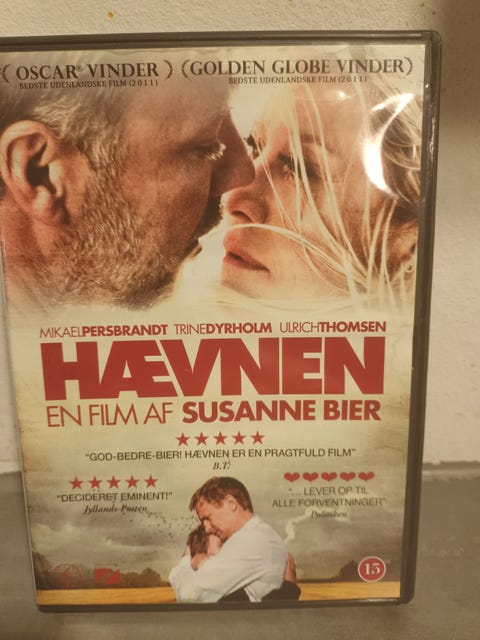 OSCAR® VINDER
BEDSTE UDENLANDSKE FILM (2011)
GOLDEN GLOBE VINDER
BEDSTE UDENLANDSKE FILM (2011)
MIKAELPERSBRANDT TRINEDYRHOLM ULRICHTHOMSEN
HÆVNEN
EN FILM AF SUSANNE BIER
★★★★★
"GOD-BEDRE-BIER! HÆVNEN ER EN PRAGTFULD FILM"
B.T.
★★★★★
"DECIDERET EMINENT!"
Jyllands-Posten
♥♥♥♥♥
"... LEVER OP TIL
ALLE FORVENTNINGER"
Politiken
15